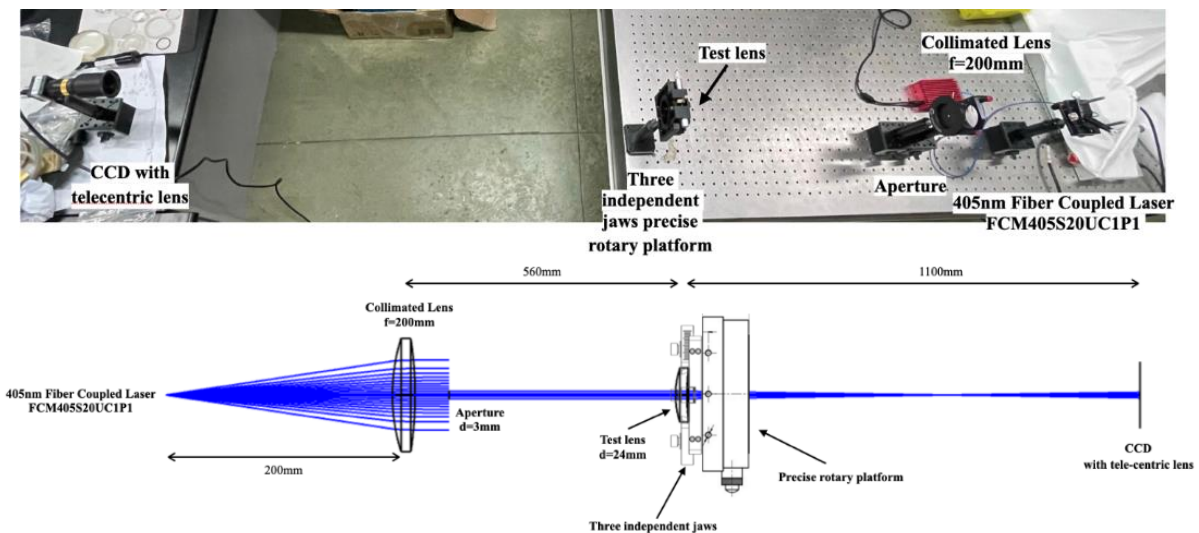 Collimated Lens
f=200mm
Test lens
CCD with
telecentric lens
Three
independent
jaws precise
rotary platform
Aperture
405nm Fiber Coupled Laser
FCM405S20UC1P1
560mm
1100mm
Collimated Lens
f=200mm
405nm Fiber Coupled Laser
FCM405S20UC1P1
Aperture
d=3mm
Test lens
d=24mm
200mm
Precise rotary platform
CCD
with tele-centric lens
Three independent jaws